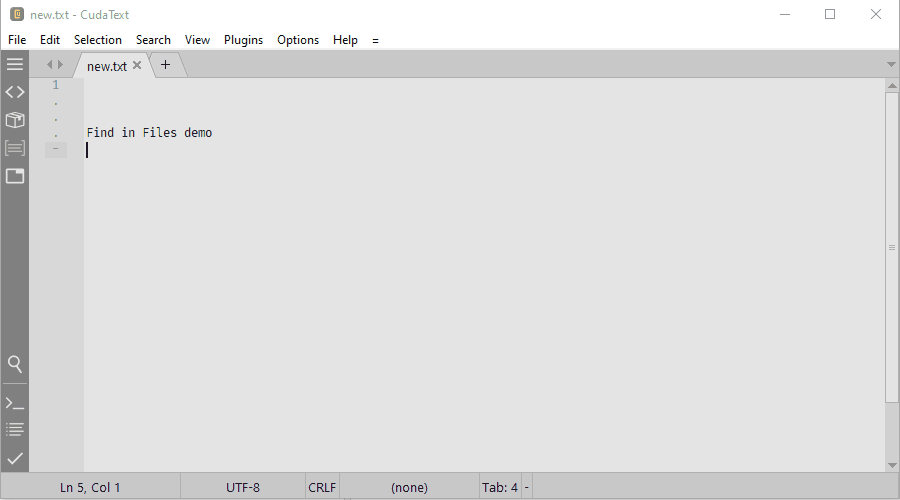 new.txt - CudaText
File Edit Selection Search View Plugins Options Help =
new.txt
1
Find in Files demo
Ln 5, Col 1 UTF-8 CRLF (none) Tab: 4 -